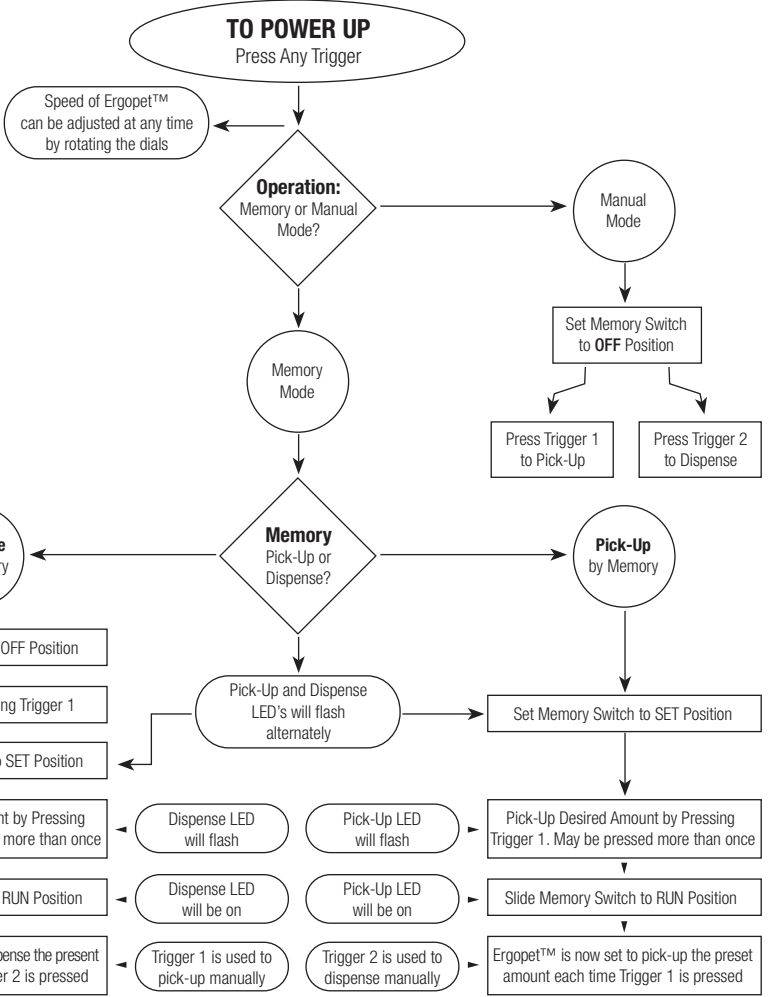 TO POWER UP
Press Any Trigger
Speed of Ergopet™
can be adjusted at any time
by rotating the dials
Operation:
Memory or Manual
Mode?
Manual
Mode
Set Memory Switch
to OFF Position
Memory
Mode
Press Trigger 1
to Pick-Up
Press Trigger 2
to Dispense
Memory
Pick-Up or
Dispense?
Pick-Up
by Memory
OFF Position
Trigger 1
Pick-Up and Dispense
LED's will flash
alternately
Set Memory Switch to SET Position
SET Position
by Pressing
more than once
Dispense LED
will flash
Pick-Up LED
will flash
Pick-Up Desired Amount by Pressing
Trigger 1. May be pressed more than once
RUN Position
Dispense LED
will be on
Pick-Up LED
will be on
Slide Memory Switch to RUN Position
the present
2 is pressed
Trigger 1 is used to
pick-up manually
Trigger 2 is used to
dispense manually
Ergopet™ is now set to pick-up the preset
amount each time Trigger 1 is pressed